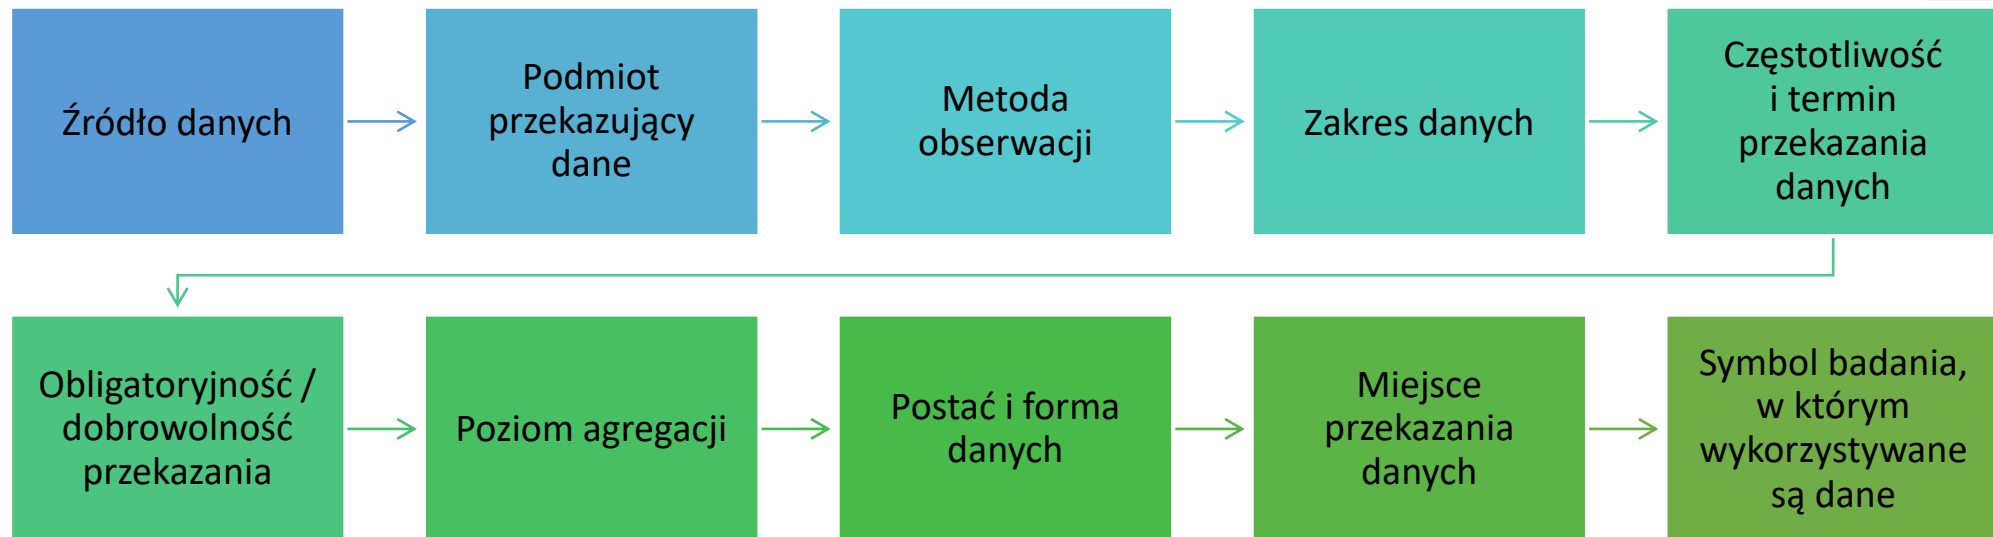 Źródło danych
Podmiot
przekazujący
dane
Metoda
obserwacji
Zakres danych
Częstotliwość
i termin
przekazania
danych
Obligatoryjność /
dobrowolność
przekazania
Poziom agregacji
Postać i forma
danych
Miejsce
przekazania
danych
Symbol badania,
w którym
wykorzystywane
są dane